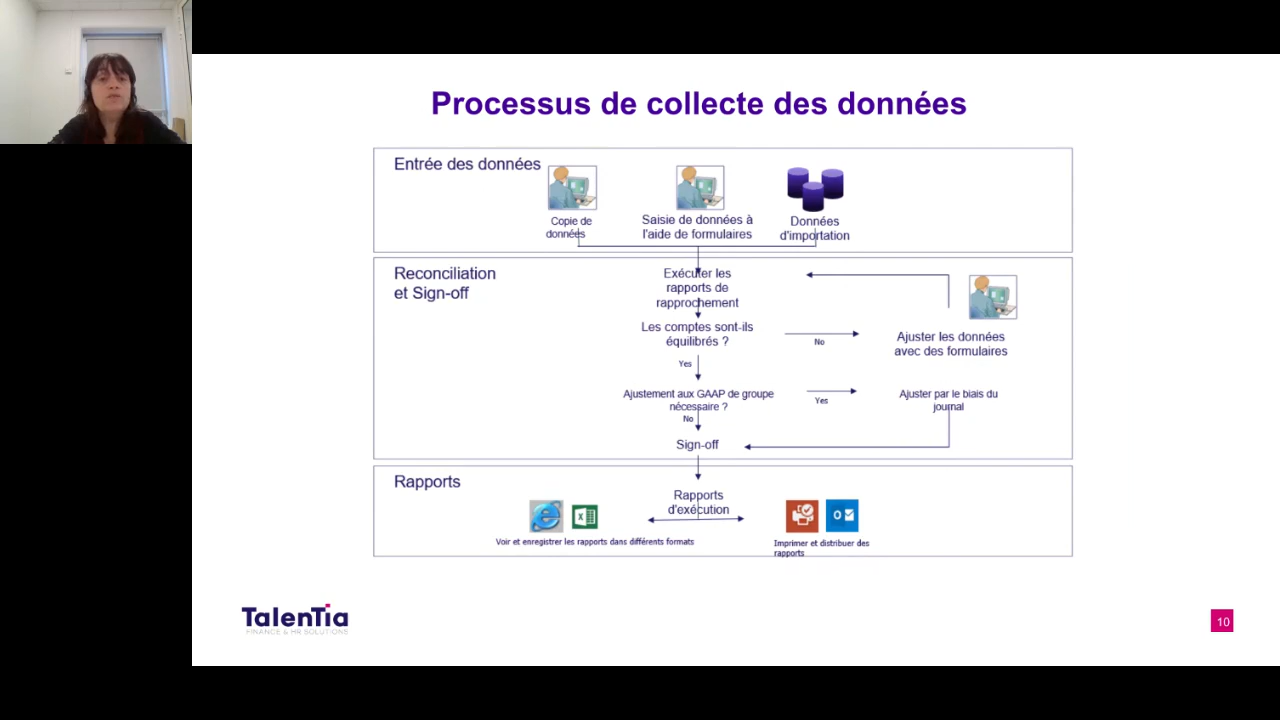 Processus de collecte des données
Entrée des données
Copie de
données
Saisie de données à
l'aide de formulaires
Données
d'importation
Reconciliation
et Sign-off
Exécuter les
rapports de
rapprochement
Les comptes sont-ils
équilibrés ?
No
Ajuster les données
avec des formulaires
Yes
Ajustement aux GAAP de groupe
nécessaire ?
Yes
Ajuster par le biais du
journal
No
Sign-off
Rapports
Rapports
d'exécution
Voir et enregistrer les rapports dans différents formats
Imprimer et distribuer des
rapports
TalenTia
FINANCE & HR SOLUTIONS
10